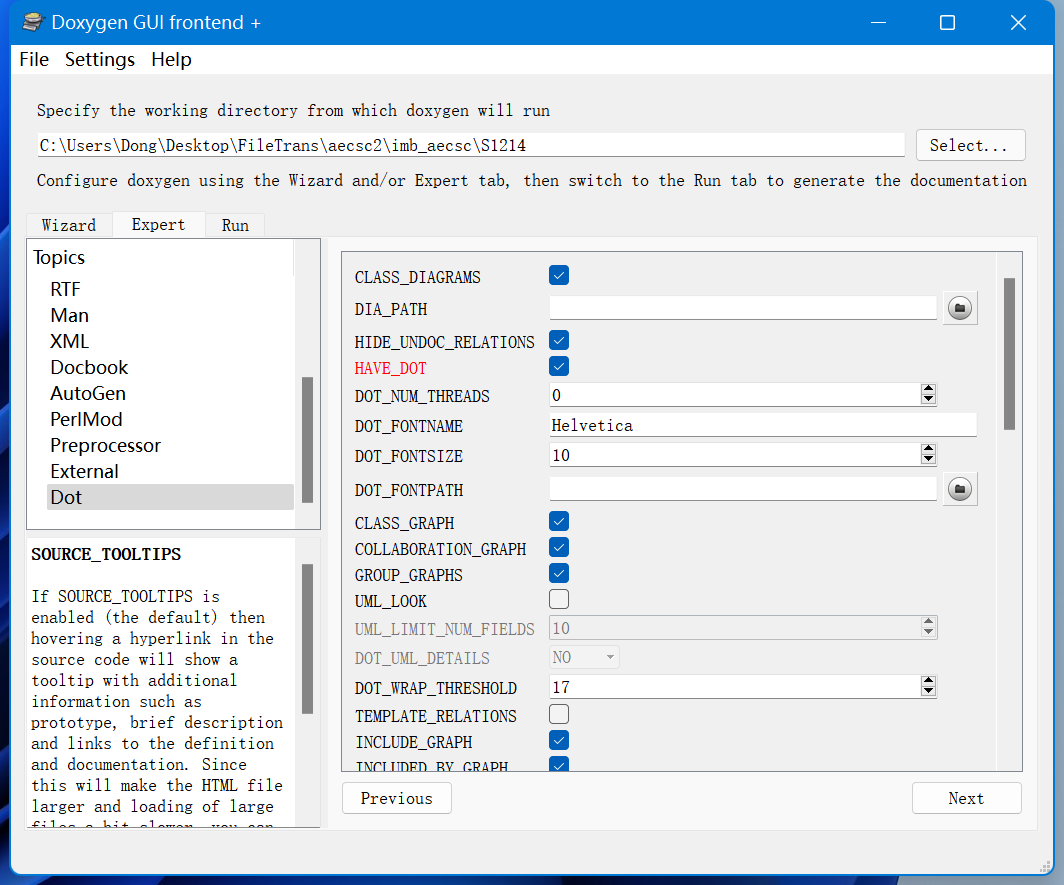 Doxygen GUI frontend +
File Settings Help
Specify the working directory from which doxygen will run
C:\Users\Dong\Desktop\FileTrans\aecsc2\imb_aecsc\S1214
Select...
Configure doxygen using the Wizard and/or Expert tab, then switch to the Run tab to generate the documentation
Wizard Expert Run
Topics
RTF
Man
XML
Docbook
AutoGen
PerlMod
Preprocessor
External
Dot
SOURCE_TOOLTIPS
If SOURCE_TOOLTIPS is
enabled (the default) then
hovering a hyperlink in the
source code will show a
tooltip with additional
information such as
prototype, brief description
and links to the definition
and documentation. Since
this will make the HTML file
larger and loading of large
files a bit slower, you can
CLASS_DIAGRAMS
DIA_PATH
HIDE_UNDOC_RELATIONS
HAVE_DOT
DOT_NUM_THREADS 0
DOT_FONTNAME Helvetica
DOT_FONTSIZE 10
DOT_FONTPATH
CLASS_GRAPH
COLLABORATION_GRAPH
GROUP_GRAPHS
UML_LOOK
UML_LIMIT_NUM_FIELDS 10
DOT_UML_DETAILS NO
DOT_WRAP_THRESHOLD 17
TEMPLATE_RELATIONS
INCLUDE_GRAPH
INCLUDED_BY_GRAPH
Previous
Next